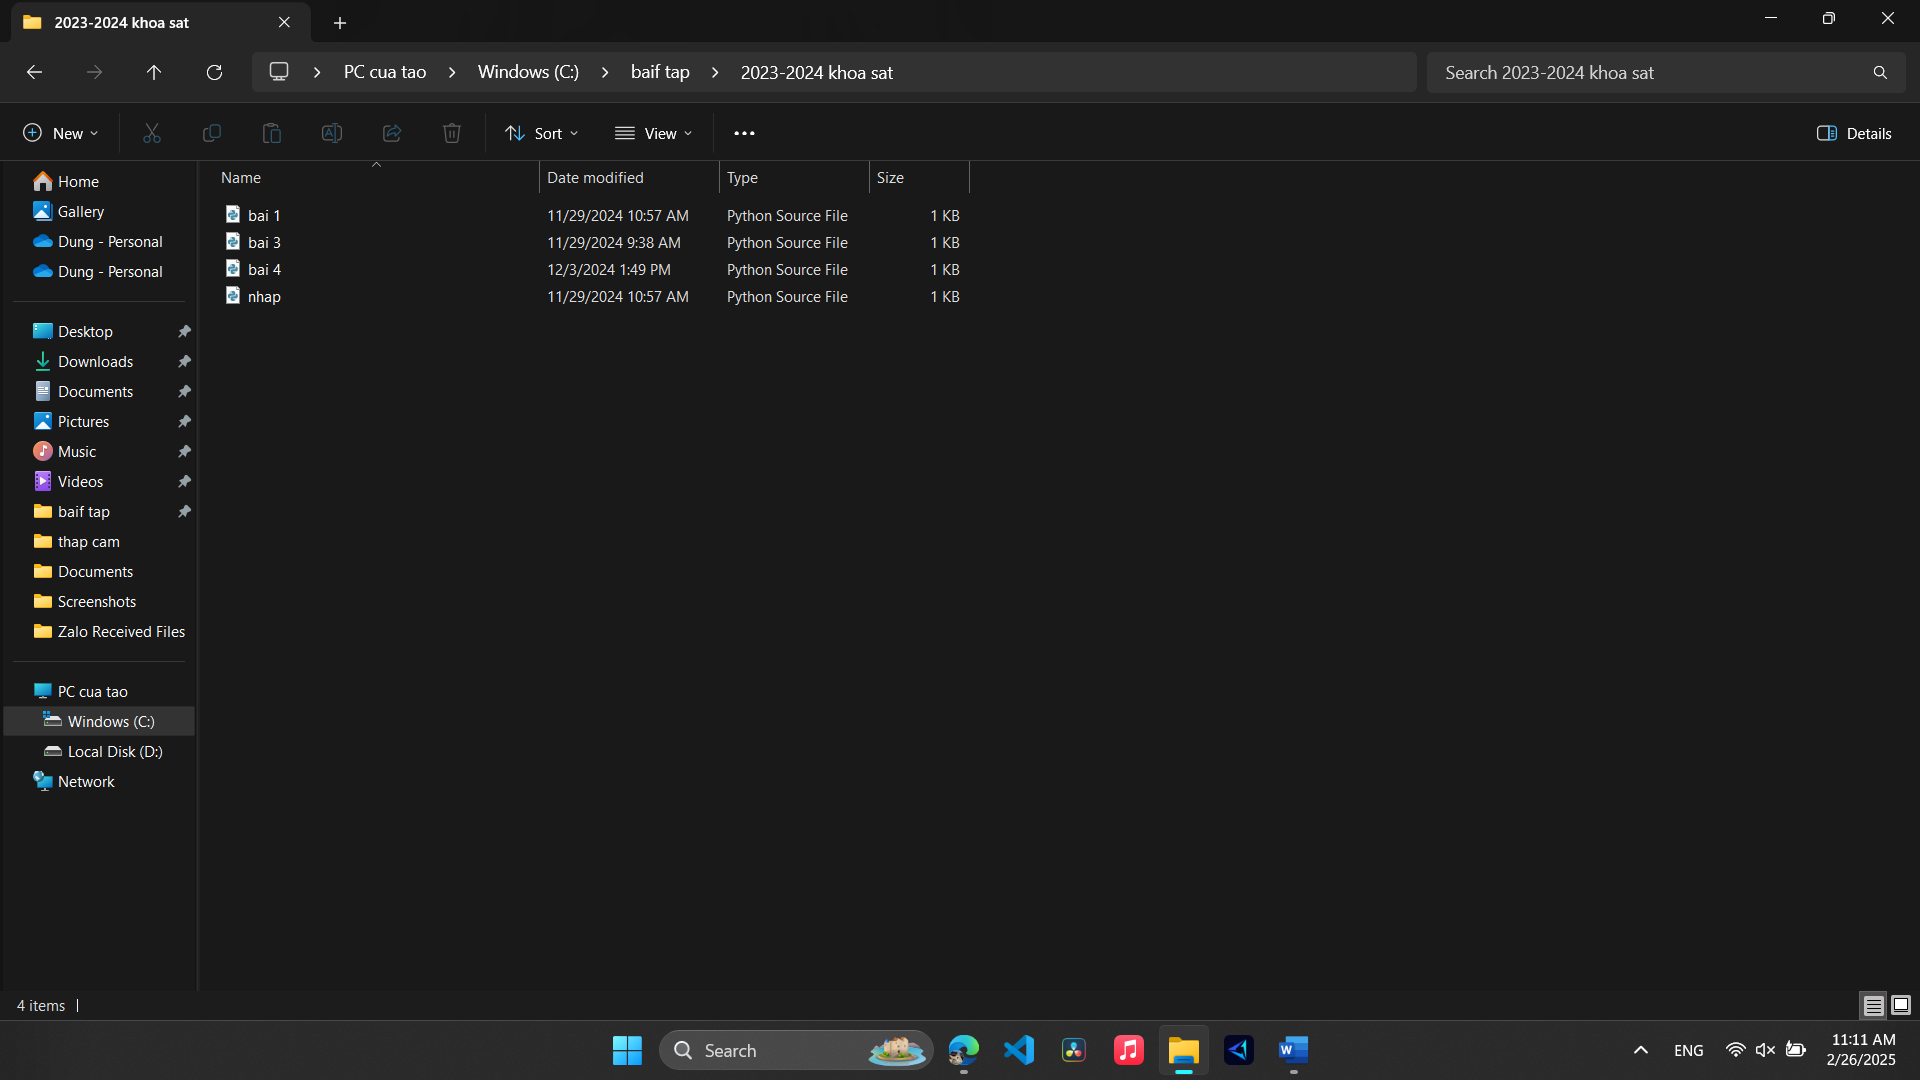 2023-2024 khoa sat
PC cua tao > Windows (C:) > baif tap > 2023-2024 khoa sat
Search 2023-2024 khoa sat
New
Sort
View
Details
Home
Gallery
Dung - Personal
Dung - Personal
Desktop
Downloads
Documents
Pictures
Music
Videos
baif tap
thap cam
Documents
Screenshots
Zalo Received Files
PC cua tao
Windows (C:)
Local Disk (D:)
Network
Name Date modified Type Size
bai 1 11/29/2024 10:57 AM Python Source File 1 KB
bai 3 11/29/2024 9:38 AM Python Source File 1 KB
bai 4 12/3/2024 1:49 PM Python Source File 1 KB
nhap 11/29/2024 10:57 AM Python Source File 1 KB
4 items
Search
ENG
11:11 AM
2/26/2025